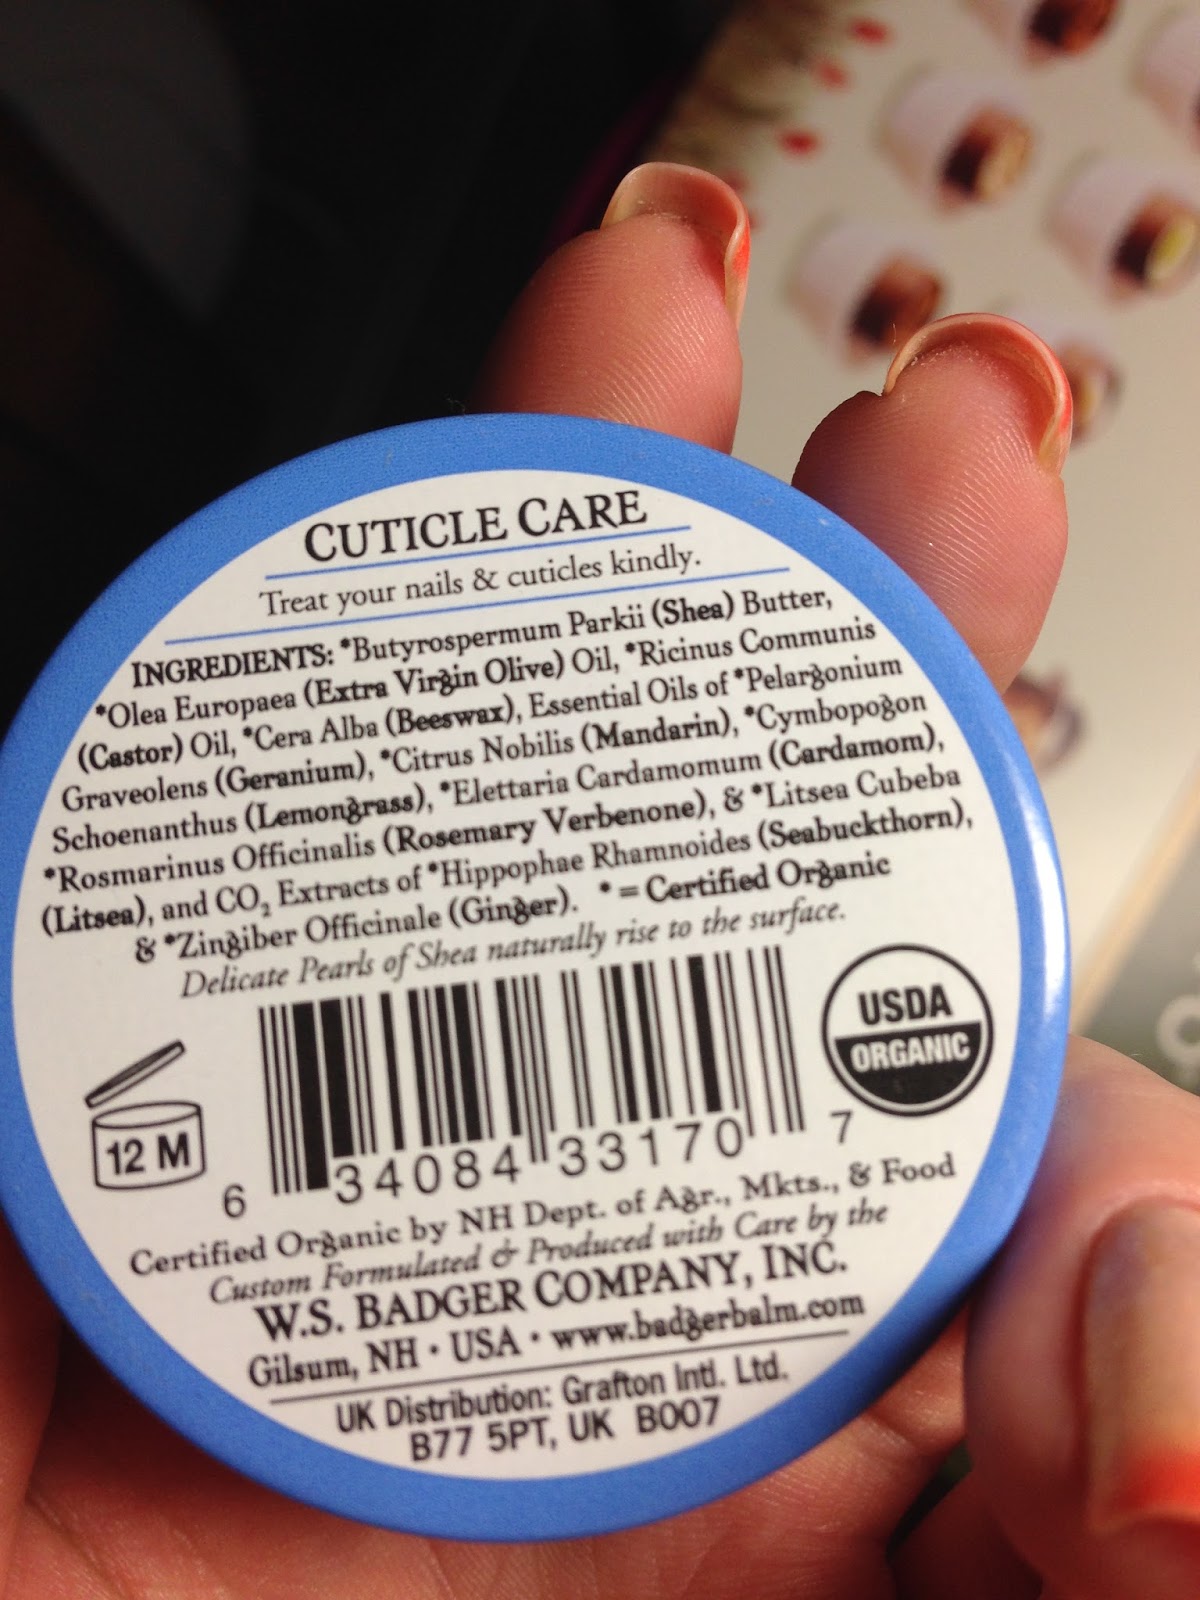 CUTICLE CARE
Treat your nails & cuticles kindly.
INGREDIENTS: *Butyrospermum Parkii (Shea) Butter,
*Olea Europaea (Extra Virgin Olive) Oil, *Ricinus Communis
(Castor) Oil, *Cera Alba (Beeswax), Essential Oils of *Pelargonium
Graveolens (Geranium), *Citrus Nobilis (Mandarin), *Cymbopogon
Schoenanthus (Lemongrass), *Elettaria Cardamomum (Cardamom),
*Rosmarinus Officinalis (Rosemary Verbenone), & *Litsea Cubeba
(Litsea), and CO₂ Extracts of *Hippophae Rhamnoides (Seabuckthorn),
& *Zingiber Officinale (Ginger). * = Certified Organic
Delicate Pearls of Shea naturally rise to the surface.
USDA
ORGANIC
12 M
6 34084 33170 7
Certified Organic by NH Dept. of Agr., Mkts., & Food
Custom Formulated & Produced with Care by the
W.S. BADGER COMPANY, INC.
Gilsum, NH • USA • www.badgerbalm.com
UK Distribution: Grafton Intl. Ltd.
B77 5PT, UK B007